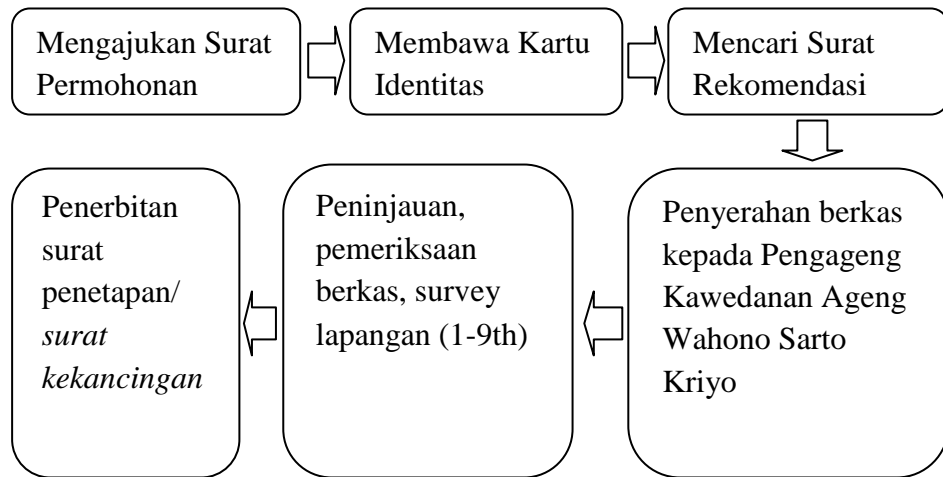 Mengajukan Surat
Permohonan
Membawa Kartu
Identitas
Mencari Surat
Rekomendasi
Penyerahan berkas
kepada Pengageng
Kawedanan Ageng
Wahono Sarto
Kriyo
Peninjauan,
pemeriksaan
berkas, survey
lapangan (1-9th)
Penerbitan
surat
penetapan/
surat
kekancingan